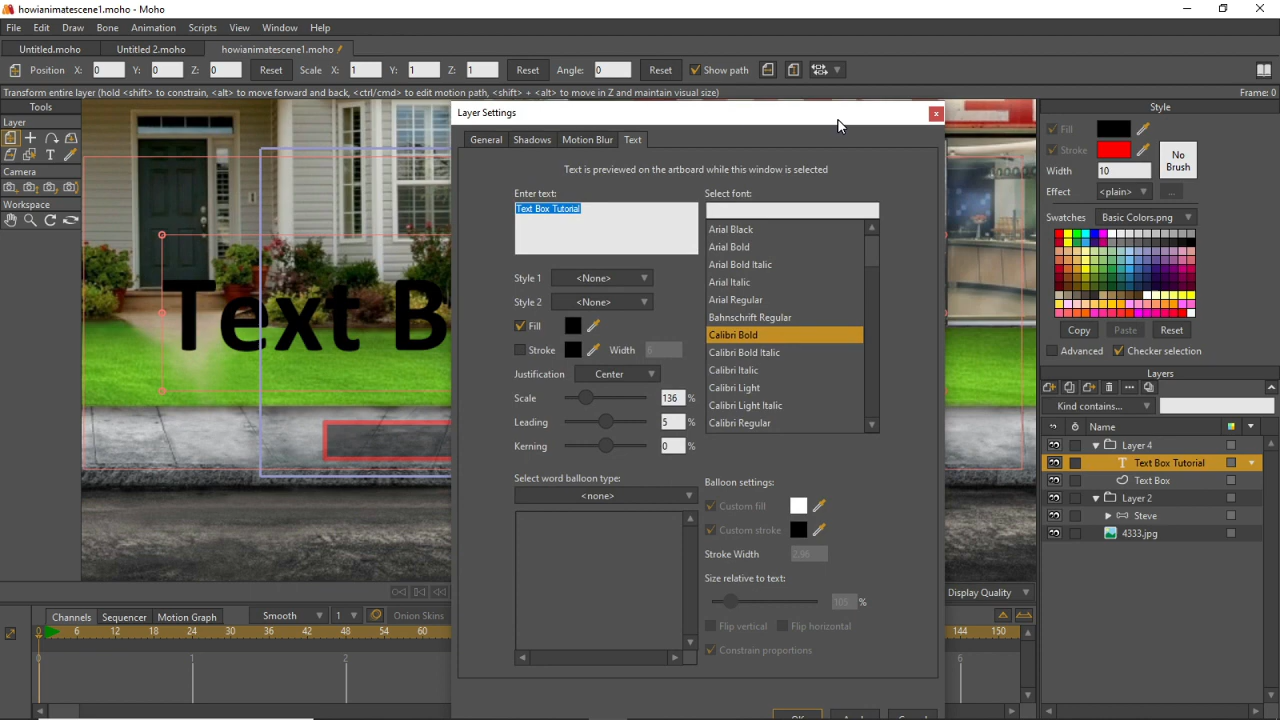 howianimatescene1.moho - Moho
File Edit Draw Bone Animation Scripts View Window Help
Untitled.moho Untitled 2.moho howianimatescene1.moho
Position X: 0 Y: 0 Z: 0 Reset Scale X: 1 Y: 1 Z: 1 Reset Angle: 0 Reset Show path
Transform entire layer (hold <shift> to constrain, <alt> to move forward and back, <ctrl/cmd> to edit motion path, <shift> + <alt> to move in Z and maintain visual size) Frame: 0
Tools
Layer
Camera
Workspace
Text B
Layer Settings
General Shadows Motion Blur Text
Text is previewed on the artboard while this window is selected
Enter text:
Text Box Tutorial
Style 1 <None>
Style 2 <None>
Fill
Stroke Width 6
Justification Center
Scale 136 %
Leading 5 %
Kerning 0 %
Select font:
Arial Black
Arial Bold
Arial Bold Italic
Arial Italic
Arial Regular
Bahnschrift Regular
Calibri Bold
Calibri Bold Italic
Calibri Italic
Calibri Light
Calibri Light Italic
Calibri Regular
Select word balloon type:
<none>
Balloon settings:
Custom fill
Custom stroke
Stroke Width 2.96
Size relative to text:
105 %
Flip vertical Flip horizontal
Constrain proportions
Style
Fill
Stroke
Width 10
No Brush
Effect <plain> ...
Swatches Basic Colors.png
Copy Paste Reset
Advanced Checker selection
Layers
Kind contains...
Name
Layer 4
Text Box Tutorial
Text Box
Layer 2
Steve
4333.jpg
Display Quality
Channels Sequencer Motion Graph Smooth 1 Onion Skins
0 6 12 18 24 30 36 42 48 54 60 144 150
0 1 2 6